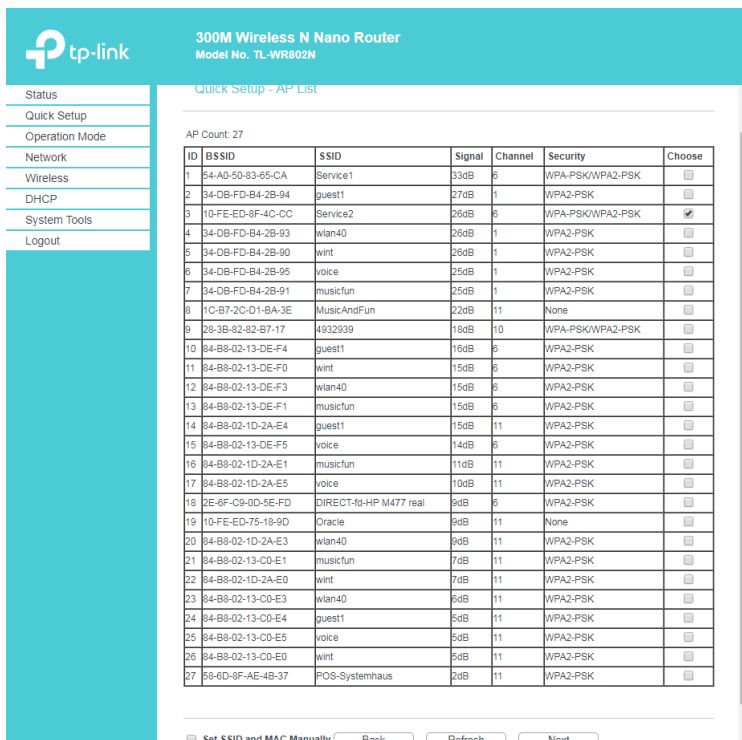 tp-link
300M Wireless N Nano Router
Model No. TL-WR802N
Status
Quick Setup
Operation Mode
Network
Wireless
DHCP
System Tools
Logout
Quick Setup - AP List
AP Count: 27
ID BSSID SSID Signal Channel Security Choose
1 54-A0-50-83-65-CA Service1 33dB 6 WPA-PSK/WPA2-PSK
2 34-DB-FD-B4-2B-94 guest1 27dB 1 WPA2-PSK
3 10-FE-ED-8F-4C-CC Service2 26dB 6 WPA-PSK/WPA2-PSK
4 34-DB-FD-B4-2B-93 wlan40 26dB 1 WPA2-PSK
5 34-DB-FD-B4-2B-90 wint 26dB 1 WPA2-PSK
6 34-DB-FD-B4-2B-95 voice 25dB 1 WPA2-PSK
7 34-DB-FD-B4-2B-91 musicfun 25dB 1 WPA2-PSK
8 1C-B7-2C-D1-BA-3E MusicAndFun 22dB 11 None
9 28-3B-82-82-B7-17 4932939 18dB 10 WPA-PSK/WPA2-PSK
10 84-B8-02-13-DE-F4 guest1 16dB 6 WPA2-PSK
11 84-B8-02-13-DE-F0 wint 15dB 6 WPA2-PSK
12 84-B8-02-13-DE-F3 wlan40 15dB 6 WPA2-PSK
13 84-B8-02-13-DE-F1 musicfun 15dB 6 WPA2-PSK
14 84-B8-02-1D-2A-E4 guest1 15dB 11 WPA2-PSK
15 84-B8-02-13-DE-F5 voice 14dB 6 WPA2-PSK
16 84-B8-02-1D-2A-E1 musicfun 11dB 11 WPA2-PSK
17 84-B8-02-1D-2A-E5 voice 10dB 11 WPA2-PSK
18 2E-6F-C9-0D-5E-FD DIRECT-fd-HP M477 real 9dB 6 WPA2-PSK
19 10-FE-ED-75-18-9D Oracle 9dB 11 None
20 84-B8-02-1D-2A-E3 wlan40 9dB 11 WPA2-PSK
21 84-B8-02-13-C0-E1 musicfun 7dB 11 WPA2-PSK
22 84-B8-02-1D-2A-E0 wint 7dB 11 WPA2-PSK
23 84-B8-02-13-C0-E3 wlan40 6dB 11 WPA2-PSK
24 84-B8-02-13-C0-E4 guest1 5dB 11 WPA2-PSK
25 84-B8-02-13-C0-E5 voice 5dB 11 WPA2-PSK
26 84-B8-02-13-C0-E0 wint 5dB 11 WPA2-PSK
27 58-6D-8F-AE-4B-37 POS-Systemhaus 2dB 11 WPA2-PSK
Set SSID and MAC Manually Back Refresh Next